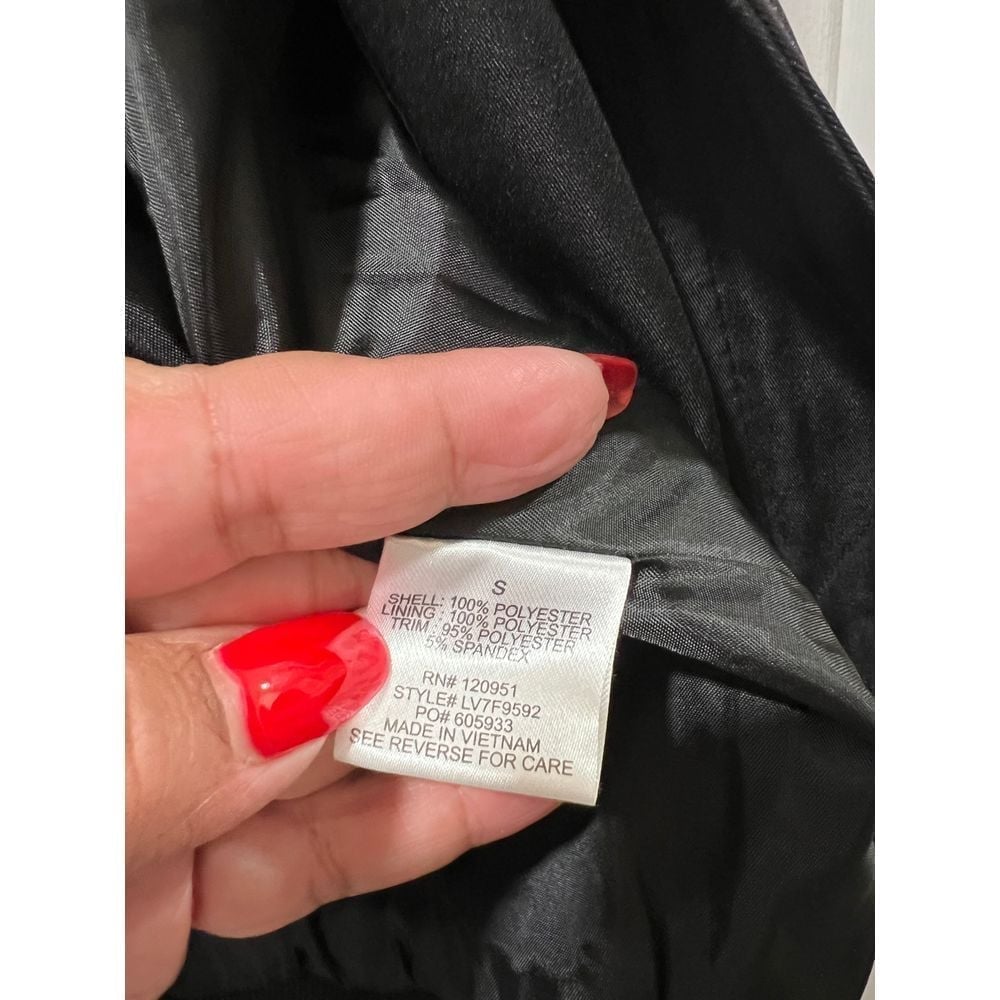 S
SHELL: 100% POLYESTER
LINING : 100% POLYESTER
TRIM : 95% POLYESTER
5% SPANDEX
RN# 120951
STYLE# LV7F9592
PO# 605933
MADE IN VIETNAM
SEE REVERSE FOR CARE